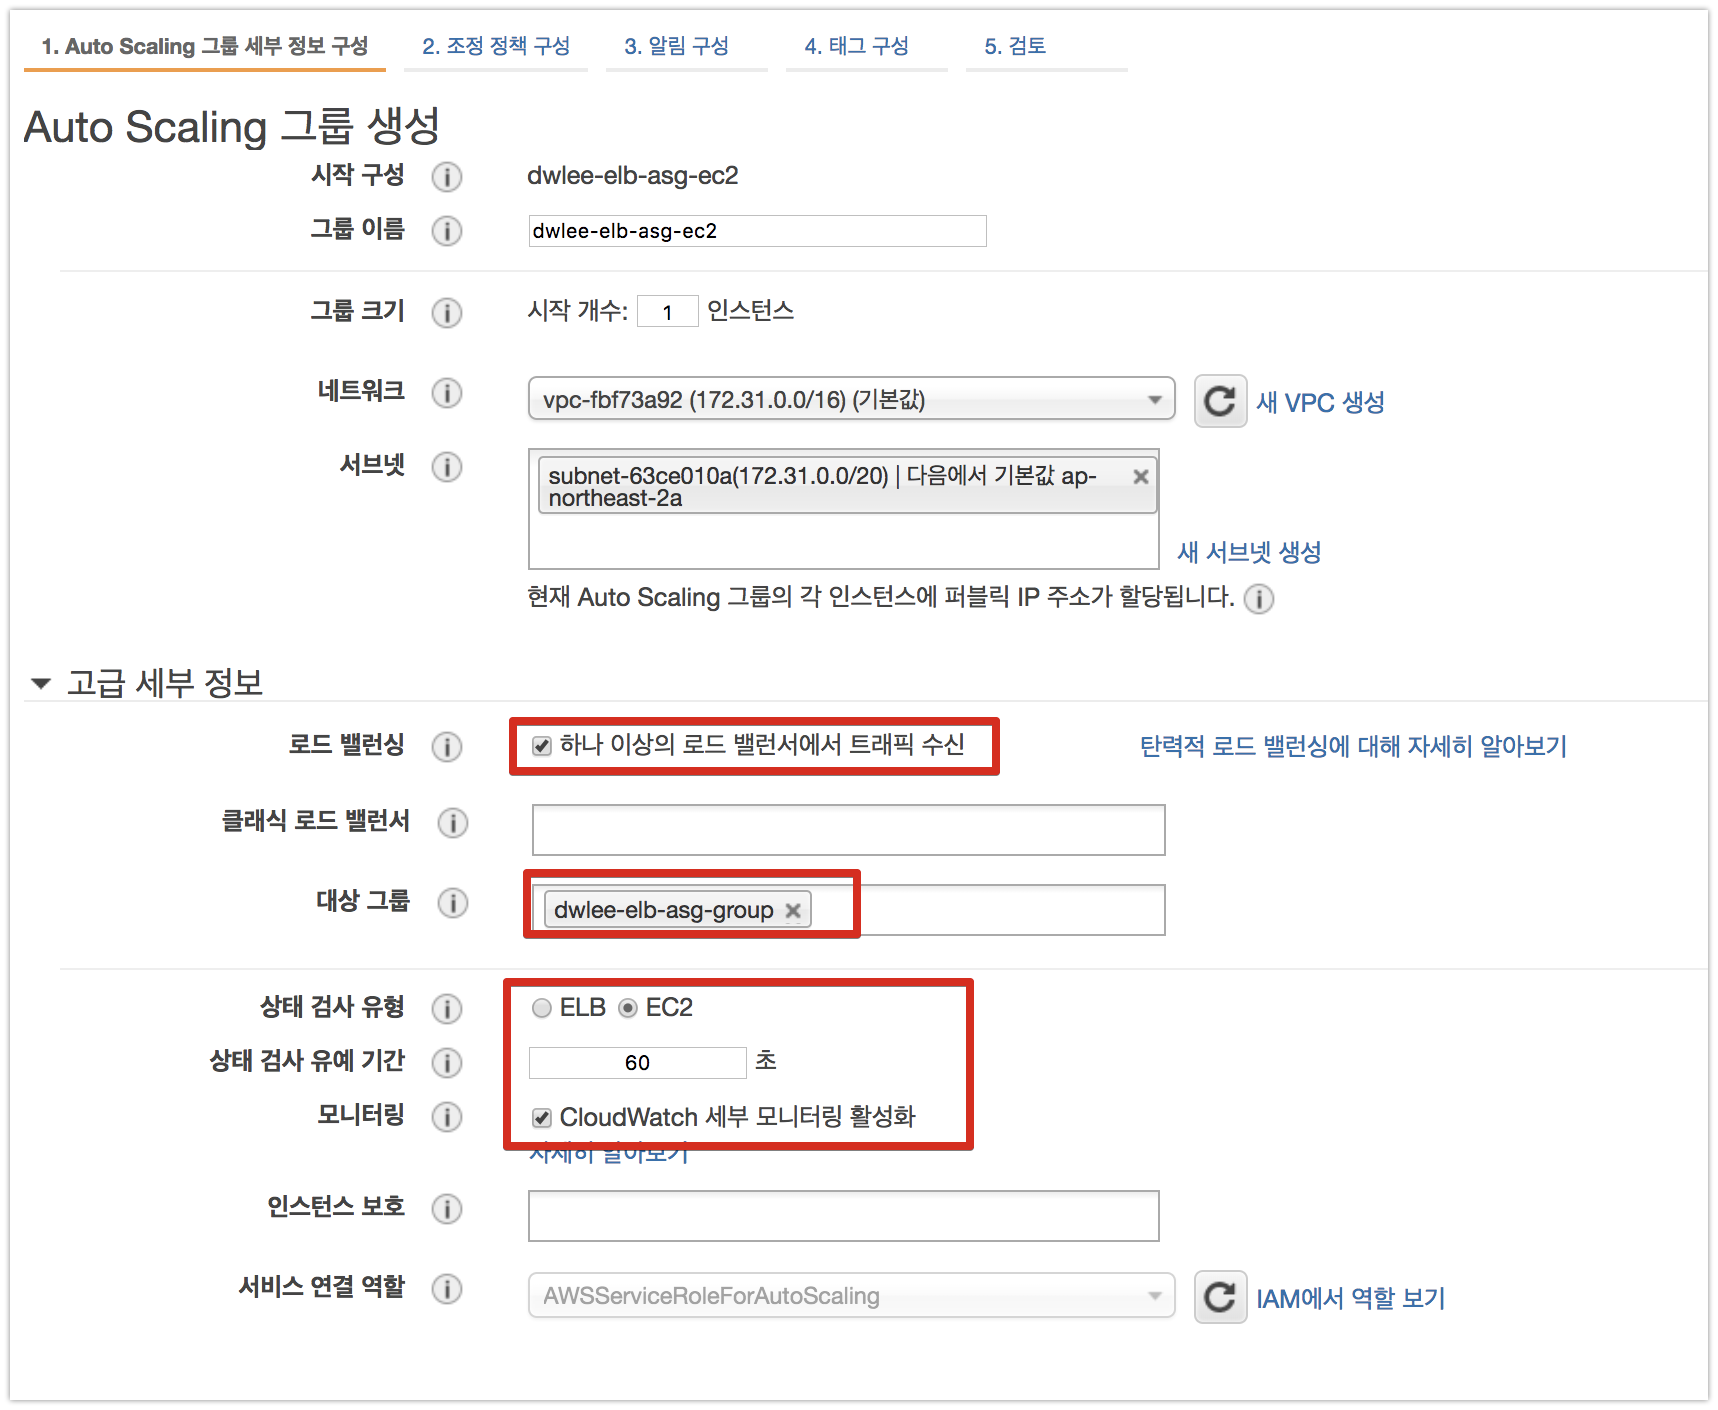 1. Auto Scaling 그룹 세부 정보 구성 2. 조정 정책 구성 3. 알림 구성 4. 태그 구성 5. 검토
Auto Scaling 그룹 생성
시작 구성 i dwlee-elb-asg-ec2
그룹 이름 i dwlee-elb-asg-ec2
그룹 크기 i 시작 개수: 1 인스턴스
네트워크 i vpc-fbf73a92 (172.31.0.0/16) (기본값) 새 VPC 생성
서브넷 i subnet-63ce010a(172.31.0.0/20) | 다음에서 기본값 ap-
northeast-2a
새 서브넷 생성
현재 Auto Scaling 그룹의 각 인스턴스에 퍼블릭 IP 주소가 할당됩니다. i
고급 세부 정보
로드 밸런싱 i 하나 이상의 로드 밸런서에서 트래픽 수신 탄력적 로드 밸런싱에 대해 자세히 알아보기
클래식 로드 밸런서 i
대상 그룹 i dwlee-elb-asg-group
상태 검사 유형 i ELB EC2
상태 검사 유예 기간 i 60 초
모니터링 i CloudWatch 세부 모니터링 활성화
자세히 알아보기
인스턴스 보호 i
서비스 연결 역할 i AWSServiceRoleForAutoScaling IAM에서 역할 보기